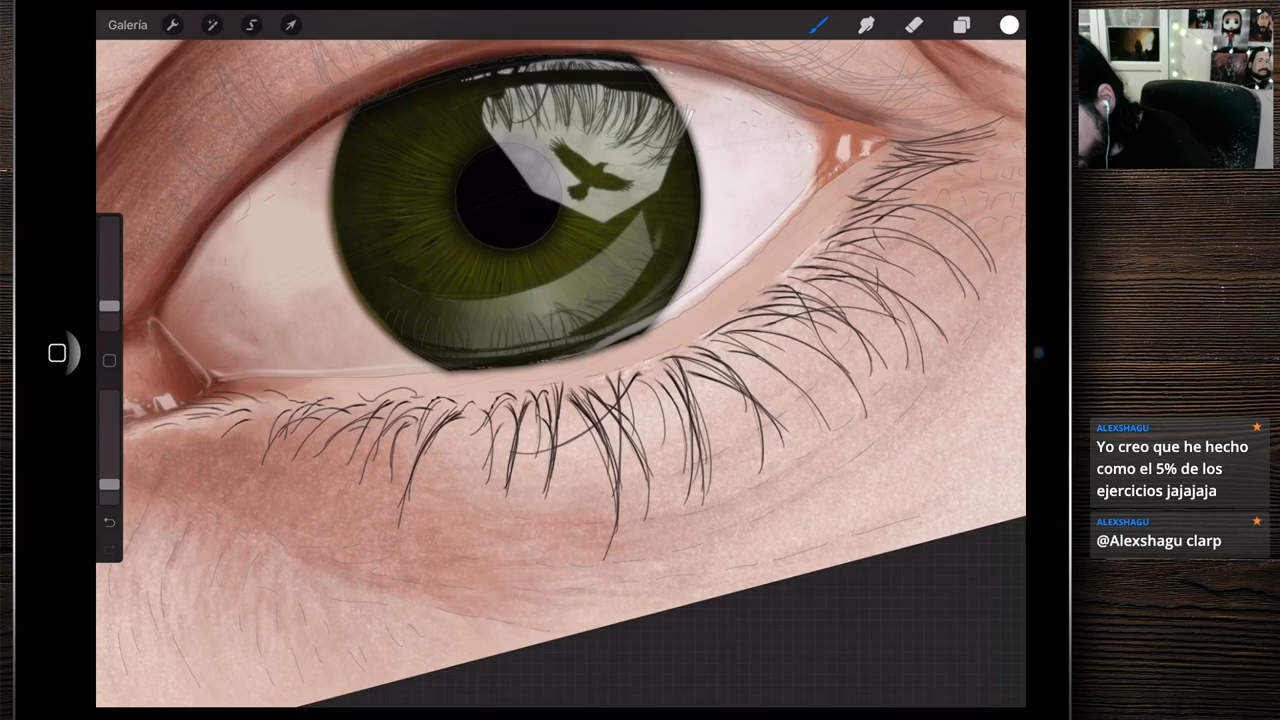 Galería
ALEXSHAGU
Yo creo que he hecho
como el 5% de los
ejercicios jajajaja
ALEXSHAGU
@Alexshagu clarp